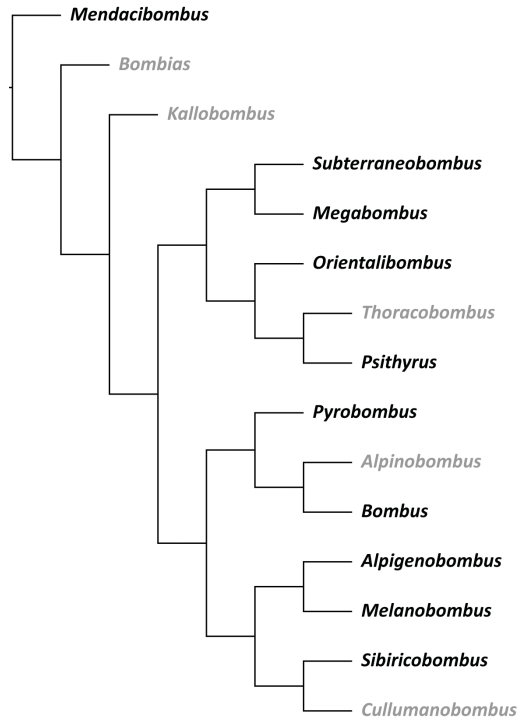 Mendacibombus
Bombias
Kallobombus
Subterraneobombus
Megabombus
Orientalibombus
Thoracobombus
Psithyrus
Pyrobombus
Alpinobombus
Bombus
Alpigenobombus
Melanobombus
Sibiricobombus
Cullumanobombus